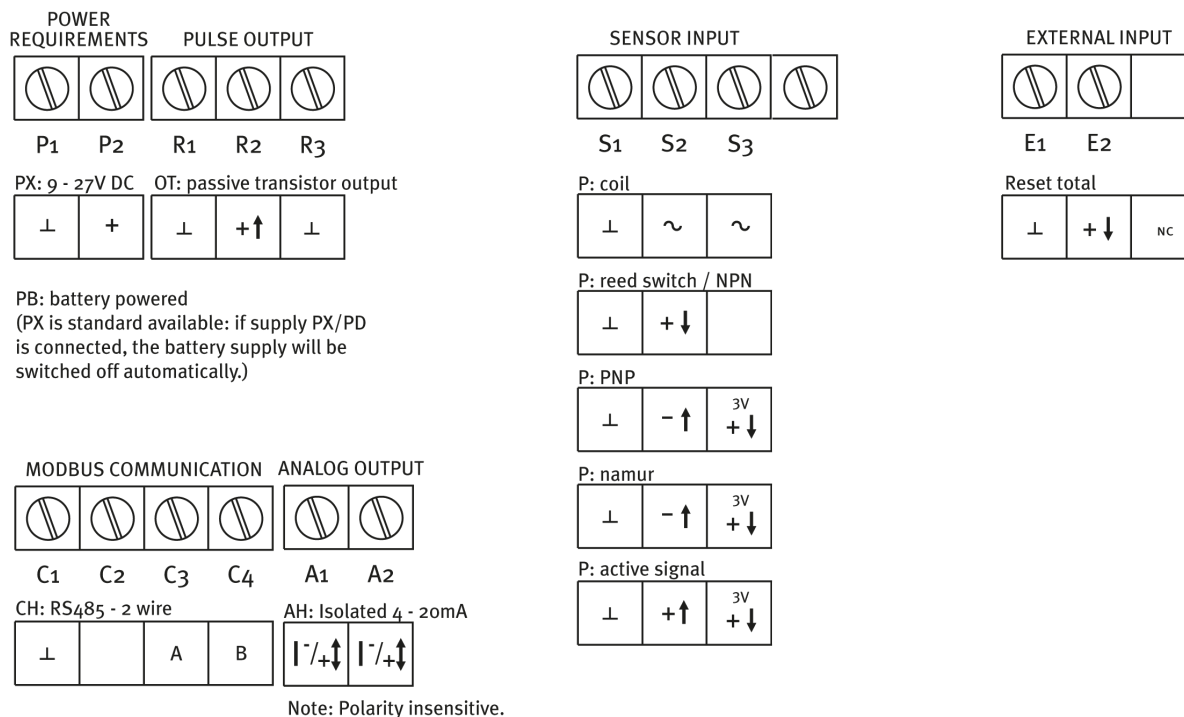 POWER
REQUIREMENTS
PULSE OUTPUT
P1 P2 R1 R2 R3
PX: 9 - 27V DC
⊥ +
OT: passive transistor output
⊥ +↑ ⊥
PB: battery powered
(PX is standard available: if supply PX/PD
is connected, the battery supply will be
switched off automatically.)
MODBUS COMMUNICATION
C1 C2 C3 C4
CH: RS485 - 2 wire
⊥ A B
ANALOG OUTPUT
A1 A2
AH: Isolated 4 - 20mA
I -/+↕ I -/+↕
Note: Polarity insensitive.
SENSOR INPUT
S1 S2 S3
P: coil
⊥ ~ ~
P: reed switch / NPN
⊥ +↓
P: PNP
⊥ -↑ 3V +↓
P: namur
⊥ -↑ 3V +↓
P: active signal
⊥ +↑ 3V +↓
EXTERNAL INPUT
E1 E2
Reset total
⊥ +↓ NC